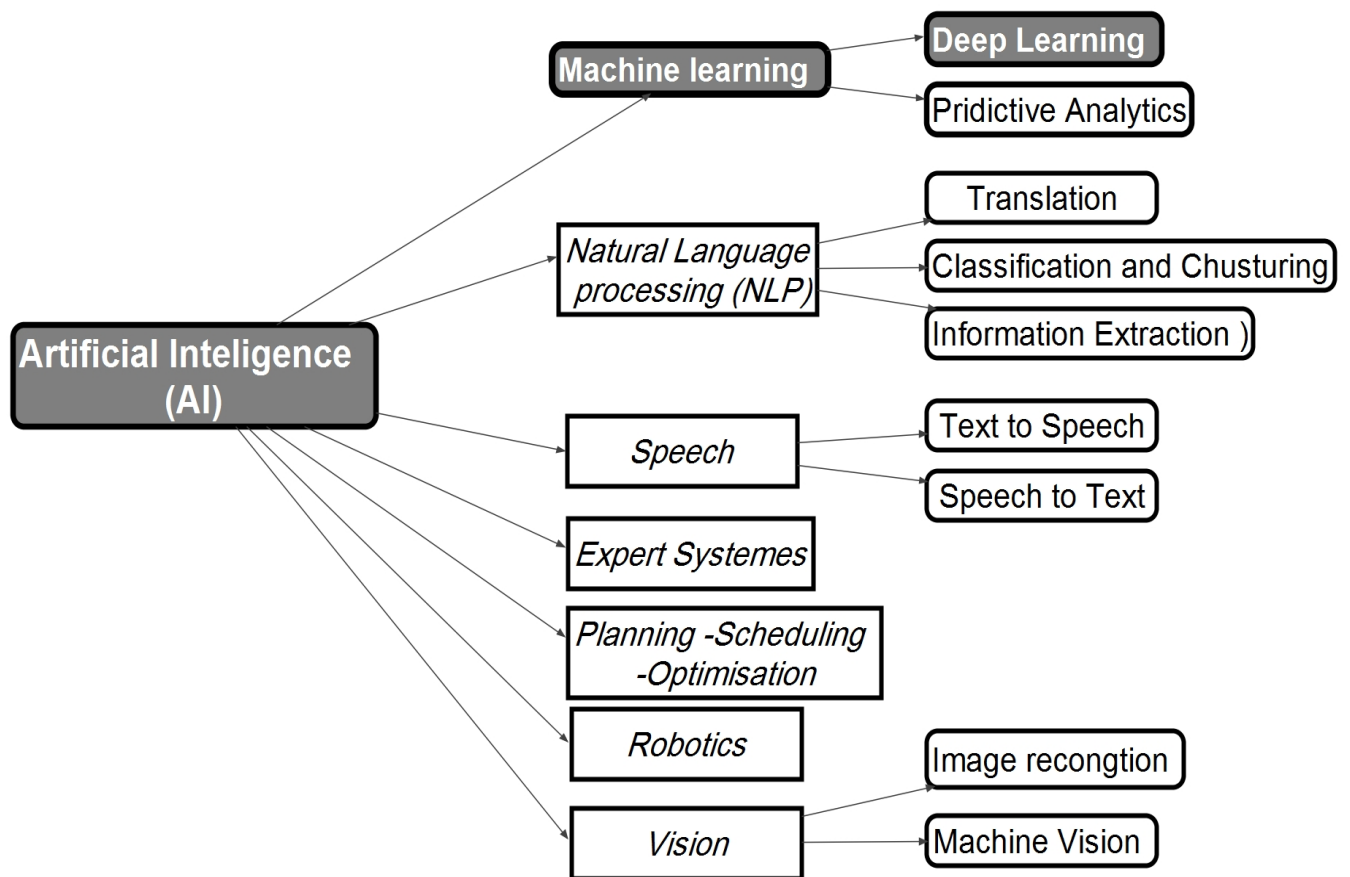 Artificial Inteligence
(AI)
Machine learning
Deep Learning
Pridictive Analytics
Natural Language
processing (NLP)
Translation
Classification and Chusturing
Information Extraction )
Speech
Text to Speech
Speech to Text
Expert Systemes
Planning -Scheduling
-Optimisation
Robotics
Vision
Image recongtion
Machine Vision